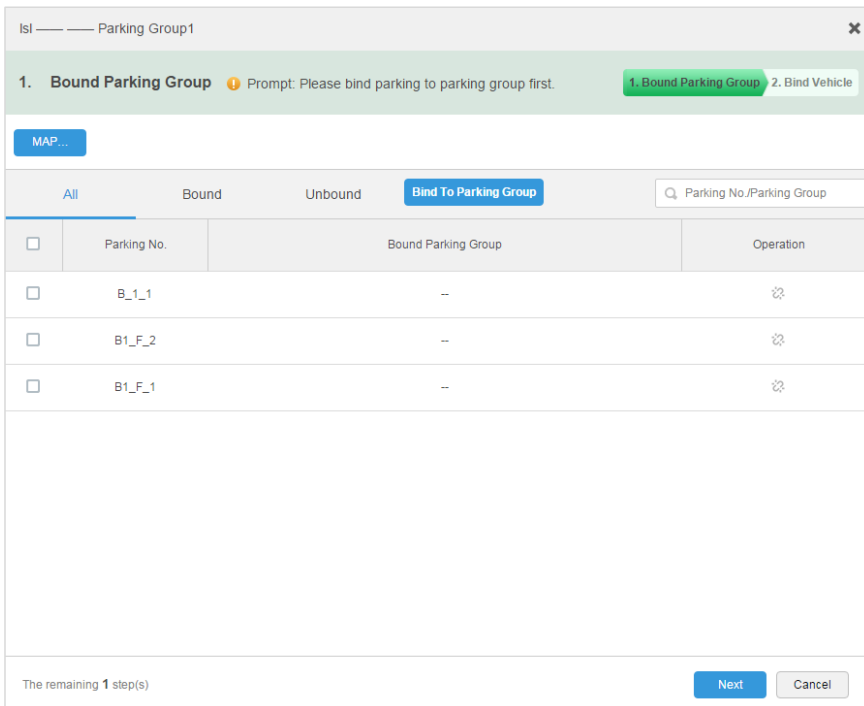 lsl —— —— Parking Group1
1. Bound Parking Group Prompt: Please bind parking to parking group first. 1. Bound Parking Group 2. Bind Vehicle
MAP...
All Bound Unbound Bind To Parking Group Parking No./Parking Group
Parking No. Bound Parking Group Operation
B_1_1 --
B1_F_2 --
B1_F_1 --
The remaining 1 step(s) Next Cancel